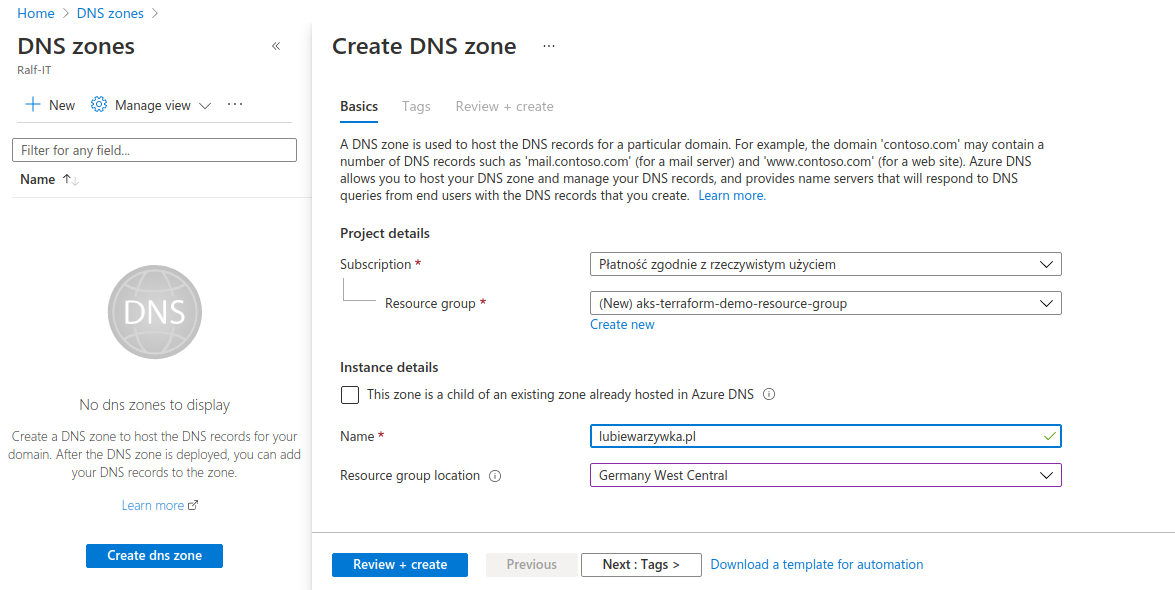 Home > DNS zones >
DNS zones
Ralf-IT
«
+ New
Manage view
...
Filter for any field...
Name ↑↓
DNS
No dns zones to display
Create a DNS zone to host the DNS records for your
domain. After the DNS zone is deployed, you can add
your DNS records to the zone.
Learn more
Create dns zone
Create DNS zone ...
Basics Tags Review + create
A DNS zone is used to host the DNS records for a particular domain. For example, the domain 'contoso.com' may contain a
number of DNS records such as 'mail.contoso.com' (for a mail server) and 'www.contoso.com' (for a web site). Azure DNS
allows you to host your DNS zone and manage your DNS records, and provides name servers that will respond to DNS
queries from end users with the DNS records that you create. Learn more.
Project details
Subscription * Płatność zgodnie z rzeczywistym użyciem
Resource group * (New) aks-terraform-demo-resource-group
Create new
Instance details
This zone is a child of an existing zone already hosted in Azure DNS
Name * lubiewarzywka.pl
Resource group location Germany West Central
Review + create Previous Next : Tags > Download a template for automation